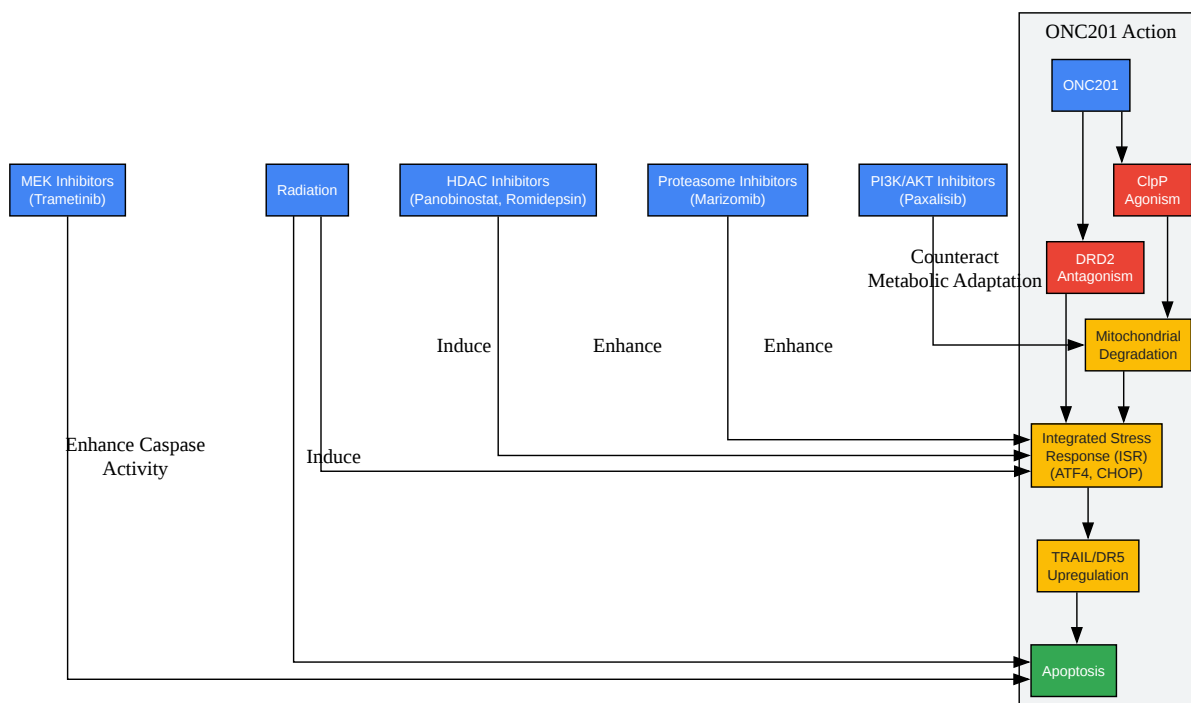 ONC201 Action
ONC201
MEK Inhibitors
(Trametinib)
Radiation
HDAC Inhibitors
(Panobinostat, Romidepsin)
Proteasome Inhibitors
(Marizomib)
PI3K/AKT Inhibitors
(Paxalisib)
ClpP
Agonism
Counteract
Metabolic Adaptation
DRD2
Antagonism
Induce
Enhance
Enhance
Mitochondrial
Degradation
Enhance Caspase
Activity
Induce
Integrated Stress
Response (ISR)
(ATF4, CHOP)
TRAIL/DR5
Upregulation
Apoptosis